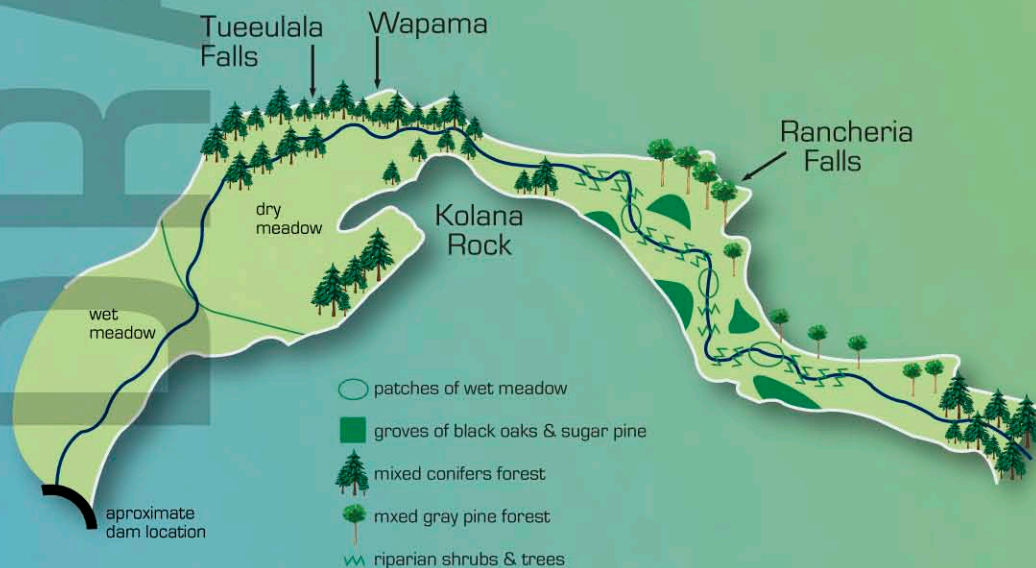 DRA
Tueeulala
Falls
Wapama
Rancheria
Falls
Kolana
Rock
dry
meadow
wet
meadow
patches of wet meadow
groves of black oaks & sugar pine
mixed conifers forest
mxed gray pine forest
riparian shrubs & trees
aproximate
dam location